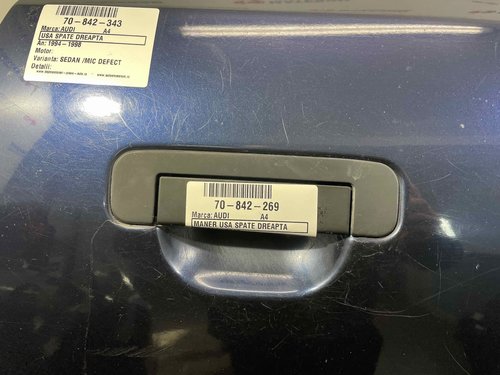 70-842-343
Marca: AUDI A4
USA SPATE DREAPTA
An: 1994-1998
Motor:
Varianta: SEDAN /MIC DEFECT
Detalii:
70-842-269
Marca: AUDI A4
MANER USA SPATE DREAPTA